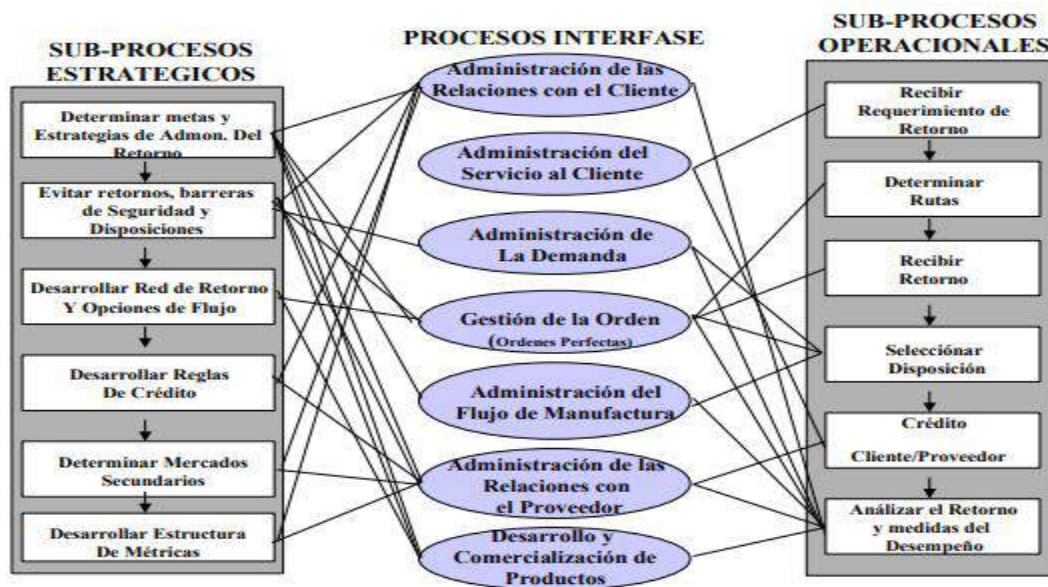 SUB-PROCESOS
ESTRATEGICOS
Determinar metas y
Estrategias de Admon. Del
Retorno
Evitar retornos, barreras
de Seguridad y
Disposiciones
Desarrollar Red de Retorno
Y Opciones de Flujo
Desarrollar Reglas
De Crédito
Determinar Mercados
Secundarios
Desarrollar Estructura
De Métricas
PROCESOS INTERFASE
Administración de las
Relaciones con el Cliente
Administración del
Servicio al Cliente
Administración de
La Demanda
Gestión de la Orden
(Ordenes Perfectas)
Administración del
Flujo de Manufactura
Administración de las
Relaciones con
el Proveedor
Desarrollo y
Comercialización de
Productos
SUB-PROCESOS
OPERACIONALES
Recibir
Requerimiento de
Retorno
Determinar
Rutas
Recibir
Retorno
Selecciónar
Disposición
Crédito
Cliente/Proveedor
Análizar el Retorno
y medidas del
Desempeño